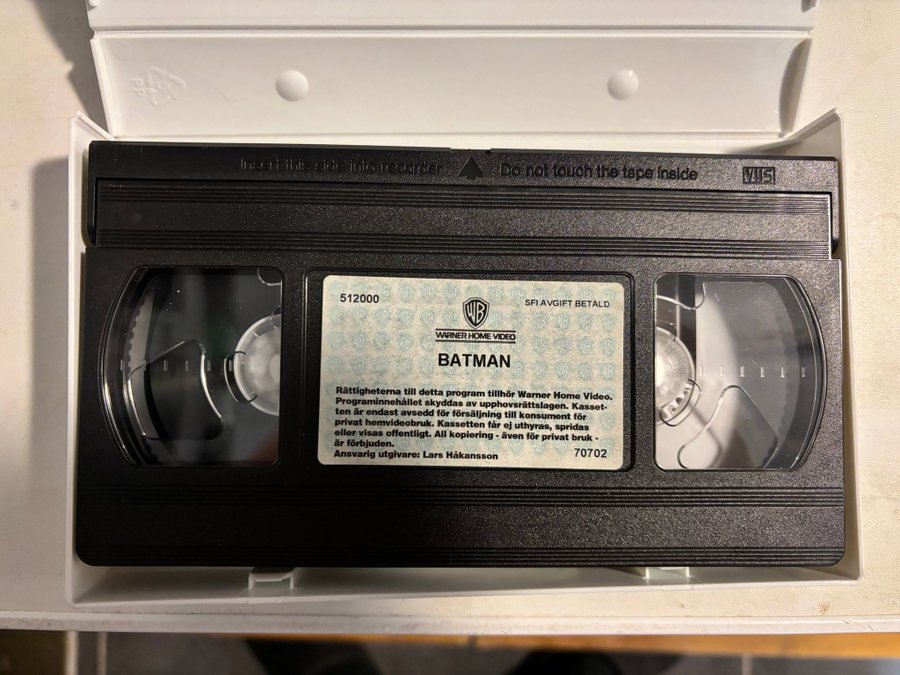 PP
Insert this side into recorder Do not touch the tape inside VHS
512000 WB SFI AVGIFT BETALD
WARNER HOME VIDEO
BATMAN
Rättigheterna till detta program tillhör Warner Home Video.
Programinnehållet skyddas av upphovsrättslagen. Kasset-
ten är endast avsedd för försäljning till konsument för
privat hemvideobruk. Kassetten får ej uthyras, spridas
eller visas offentligt. All kopiering - även för privat bruk -
är förbjuden.
Ansvarig utgivare: Lars Håkansson 70702